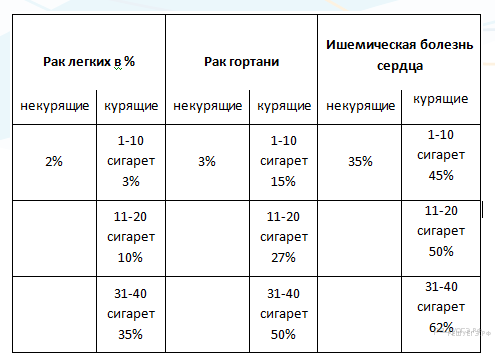 Рак легких в %
Рак гортани
Ишемическая болезнь
сердца
некурящие
курящие
некурящие
курящие
некурящие
курящие
2%
1-10
сигарет
3%
3%
1-10
сигарет
15%
35%
1-10
сигарет
45%
11-20
сигарет
10%
11-20
сигарет
27%
11-20
сигарет
50%
31-40
сигарет
35%
31-40
сигарет
50%
31-40
сигарет
62%